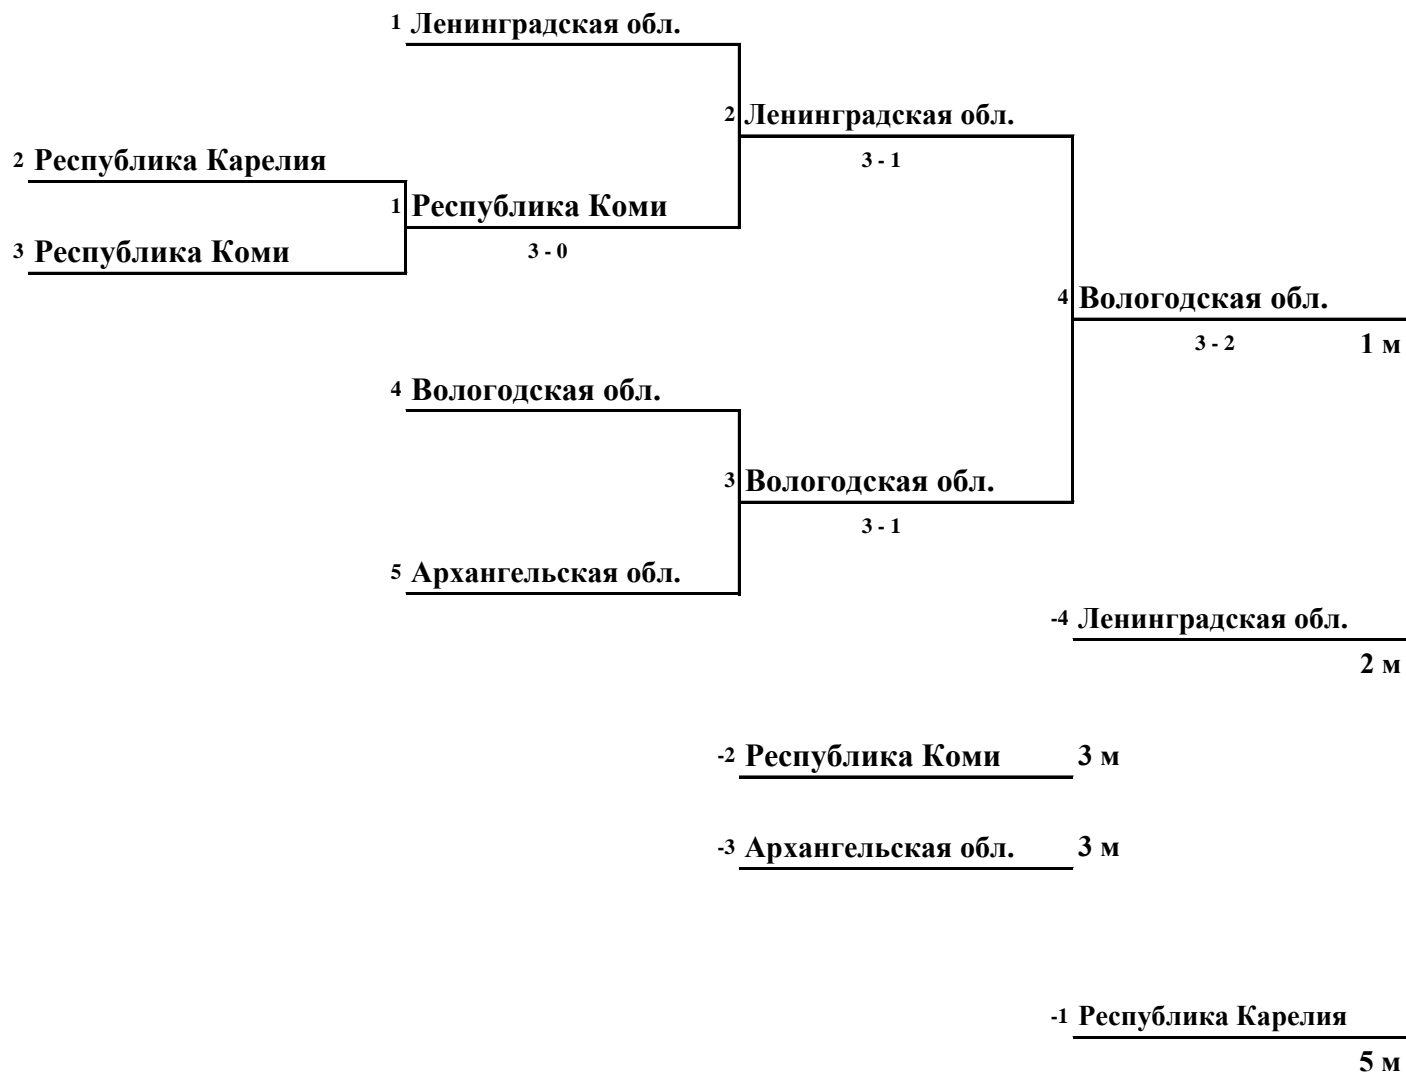 1 Ленинградская обл.
2 Ленинградская обл.
2 Республика Карелия
3 - 1
1 Республика Коми
3 Республика Коми
3 - 0
4 Вологодская обл.
3 - 2 1 м
4 Вологодская обл.
3 Вологодская обл.
3 - 1
5 Архангельская обл.
-4 Ленинградская обл.
2 м
-2 Республика Коми 3 м
-3 Архангельская обл. 3 м
-1 Республика Карелия
5 м